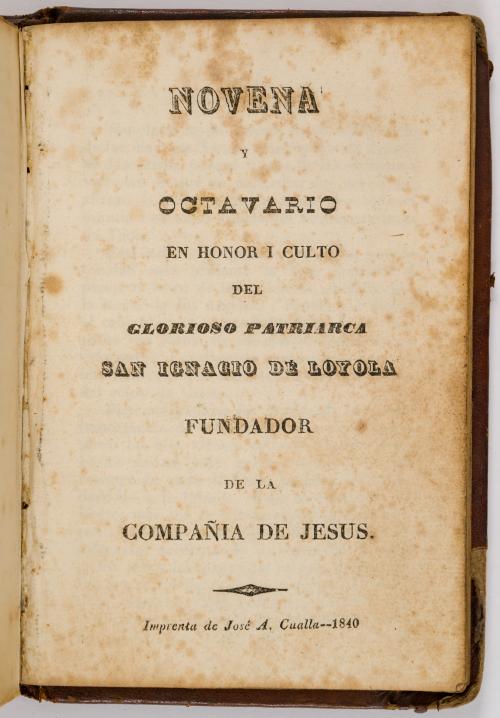 NOVENA
Y
OCTAVARIO
EN HONOR I CULTO
DEL
GLORIOSO PATRIARCA
SAN IGNACIO DE LOYOLA
FUNDADOR
DE LA
COMPAÑIA DE JESUS.
Imprenta de José A. Cualla--1840